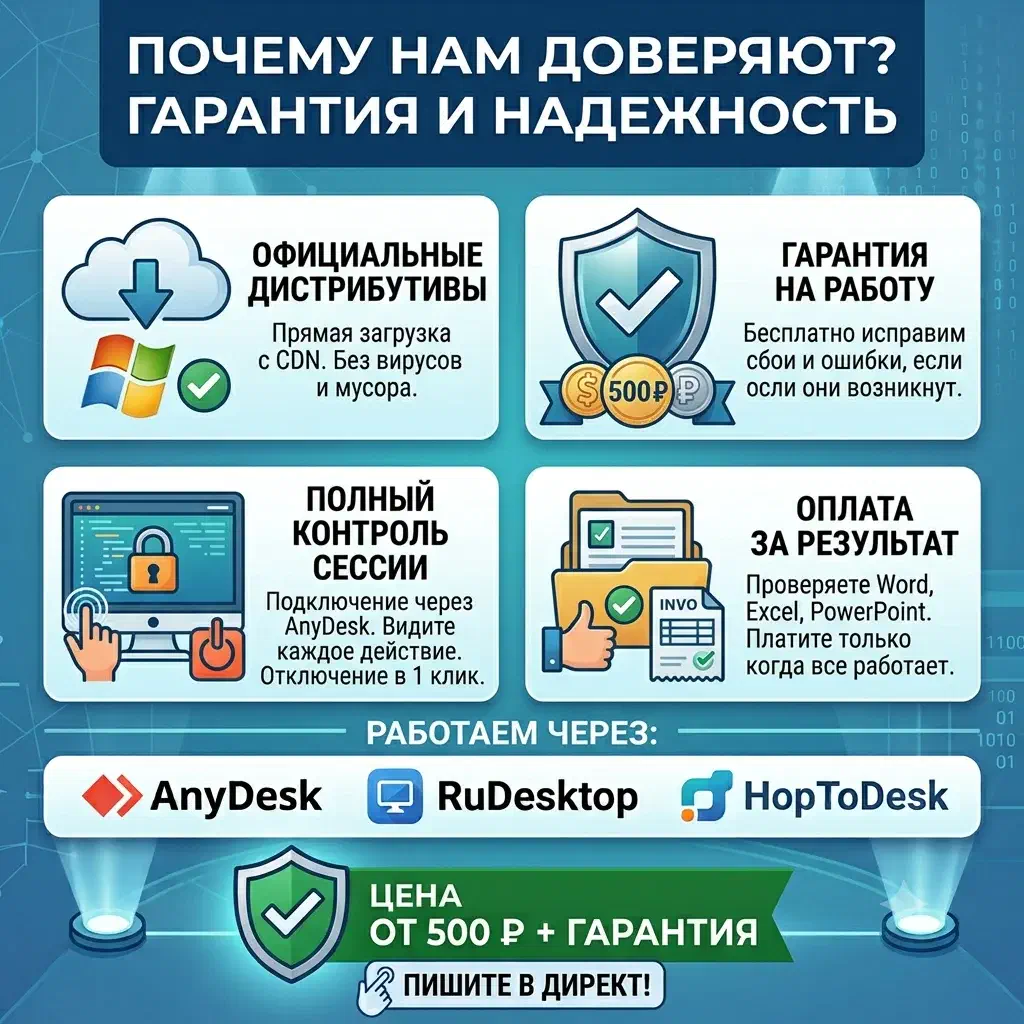 ПОЧЕМУ НАМ ДОВЕРЯЮТ?
ГАРАНТИЯ И НАДЕЖНОСТЬ
ОФИЦИАЛЬНЫЕ
ДИСТРИБУТИВЫ
Прямая загрузка
с CDN. Без вирусов
и мусора.
ГАРАНТИЯ
НА РАБОТУ
Бесплатно исправим
сбои и ошибки, если
осли они возникнут.
$
500₽
₽
ПОЛНЫЙ
КОНТРОЛЬ
СЕССИИ
Подключение через
AnyDesk. Видите
каждое действие.
Отключение в 1 клик.
ОПЛАТА
ЗА РЕЗУЛЬТАТ
Проверяете Word,
Excel, PowerPoint.
Платите только
когда все работает.
INVO
РАБОТАЕМ ЧЕРЕЗ:
AnyDesk
RuDesktop
HopToDesk
ЦЕНА
ОТ 500 ₽ + ГАРАНТИЯ
ПИШИТЕ В ДИРЕКТ!